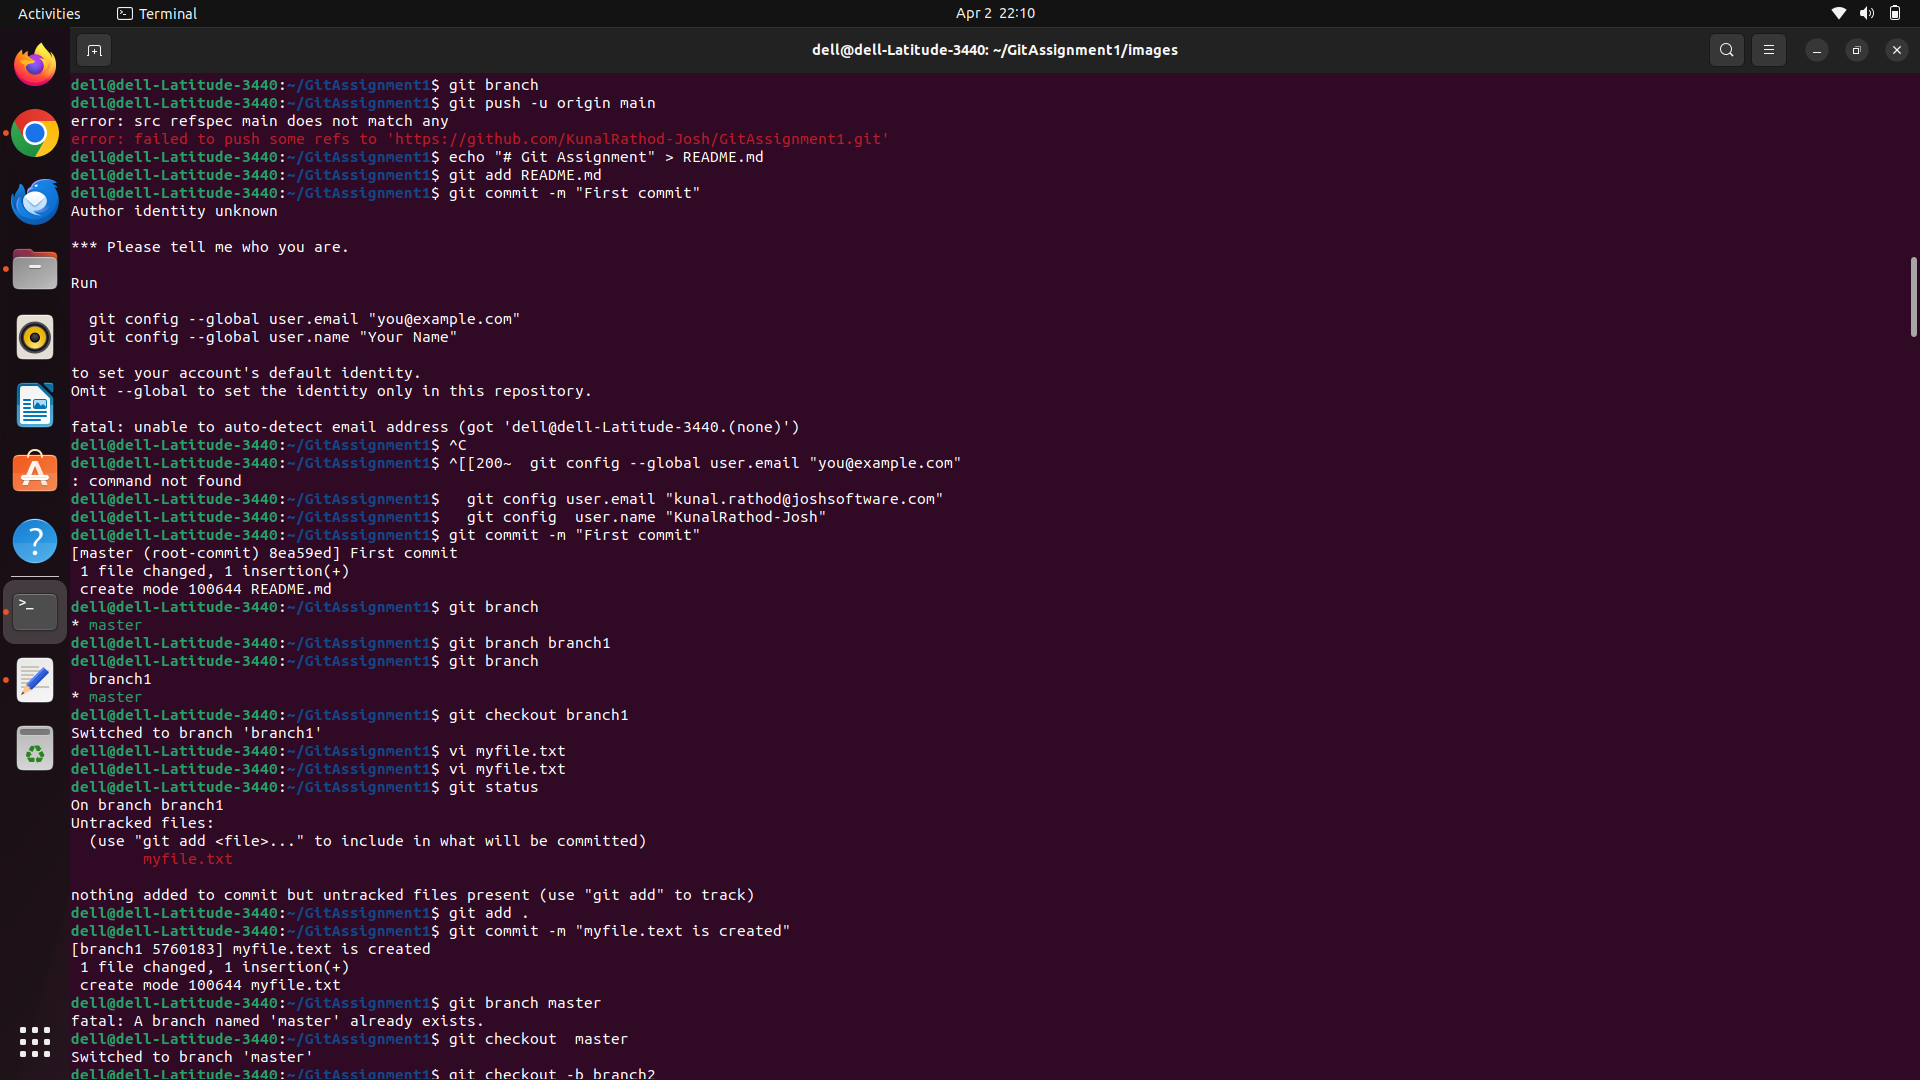 Activities
Terminal
Apr 2 22:10
dell@dell-Latitude-3440: ~/GitAssignment1/images
dell@dell-Latitude-3440:~/GitAssignment1$ git branch
dell@dell-Latitude-3440:~/GitAssignment1$ git push -u origin main
error: src refspec main does not match any
error: failed to push some refs to 'https://github.com/KunalRathod-Josh/GitAssignment1.git'
dell@dell-Latitude-3440:~/GitAssignment1$ echo "# Git Assignment" > README.md
dell@dell-Latitude-3440:~/GitAssignment1$ git add README.md
dell@dell-Latitude-3440:~/GitAssignment1$ git commit -m "First commit"
Author identity unknown
*** Please tell me who you are.
Run
  git config --global user.email "you@example.com"
  git config --global user.name "Your Name"
to set your account's default identity.
Omit --global to set the identity only in this repository.
fatal: unable to auto-detect email address (got 'dell@dell-Latitude-3440.(none)')
dell@dell-Latitude-3440:~/GitAssignment1$ ^C
dell@dell-Latitude-3440:~/GitAssignment1$ ^[[200~  git config --global user.email "you@example.com"
: command not found
dell@dell-Latitude-3440:~/GitAssignment1$   git config user.email "kunal.rathod@joshsoftware.com"
dell@dell-Latitude-3440:~/GitAssignment1$   git config  user.name "KunalRathod-Josh"
dell@dell-Latitude-3440:~/GitAssignment1$ git commit -m "First commit"
[master (root-commit) 8ea59ed] First commit
 1 file changed, 1 insertion(+)
 create mode 100644 README.md
dell@dell-Latitude-3440:~/GitAssignment1$ git branch
* master
dell@dell-Latitude-3440:~/GitAssignment1$ git branch branch1
dell@dell-Latitude-3440:~/GitAssignment1$ git branch
  branch1
* master
dell@dell-Latitude-3440:~/GitAssignment1$ git checkout branch1
Switched to branch 'branch1'
dell@dell-Latitude-3440:~/GitAssignment1$ vi myfile.txt
dell@dell-Latitude-3440:~/GitAssignment1$ vi myfile.txt
dell@dell-Latitude-3440:~/GitAssignment1$ git status
On branch branch1
Untracked files:
  (use "git add <file>..." to include in what will be committed)
        myfile.txt
nothing added to commit but untracked files present (use "git add" to track)
dell@dell-Latitude-3440:~/GitAssignment1$ git add .
dell@dell-Latitude-3440:~/GitAssignment1$ git commit -m "myfile.text is created"
[branch1 5760183] myfile.text is created
 1 file changed, 1 insertion(+)
 create mode 100644 myfile.txt
dell@dell-Latitude-3440:~/GitAssignment1$ git branch master
fatal: A branch named 'master' already exists.
dell@dell-Latitude-3440:~/GitAssignment1$ git checkout  master
Switched to branch 'master'
dell@dell-Latitude-3440:~/GitAssignment1$ git checkout -b branch2